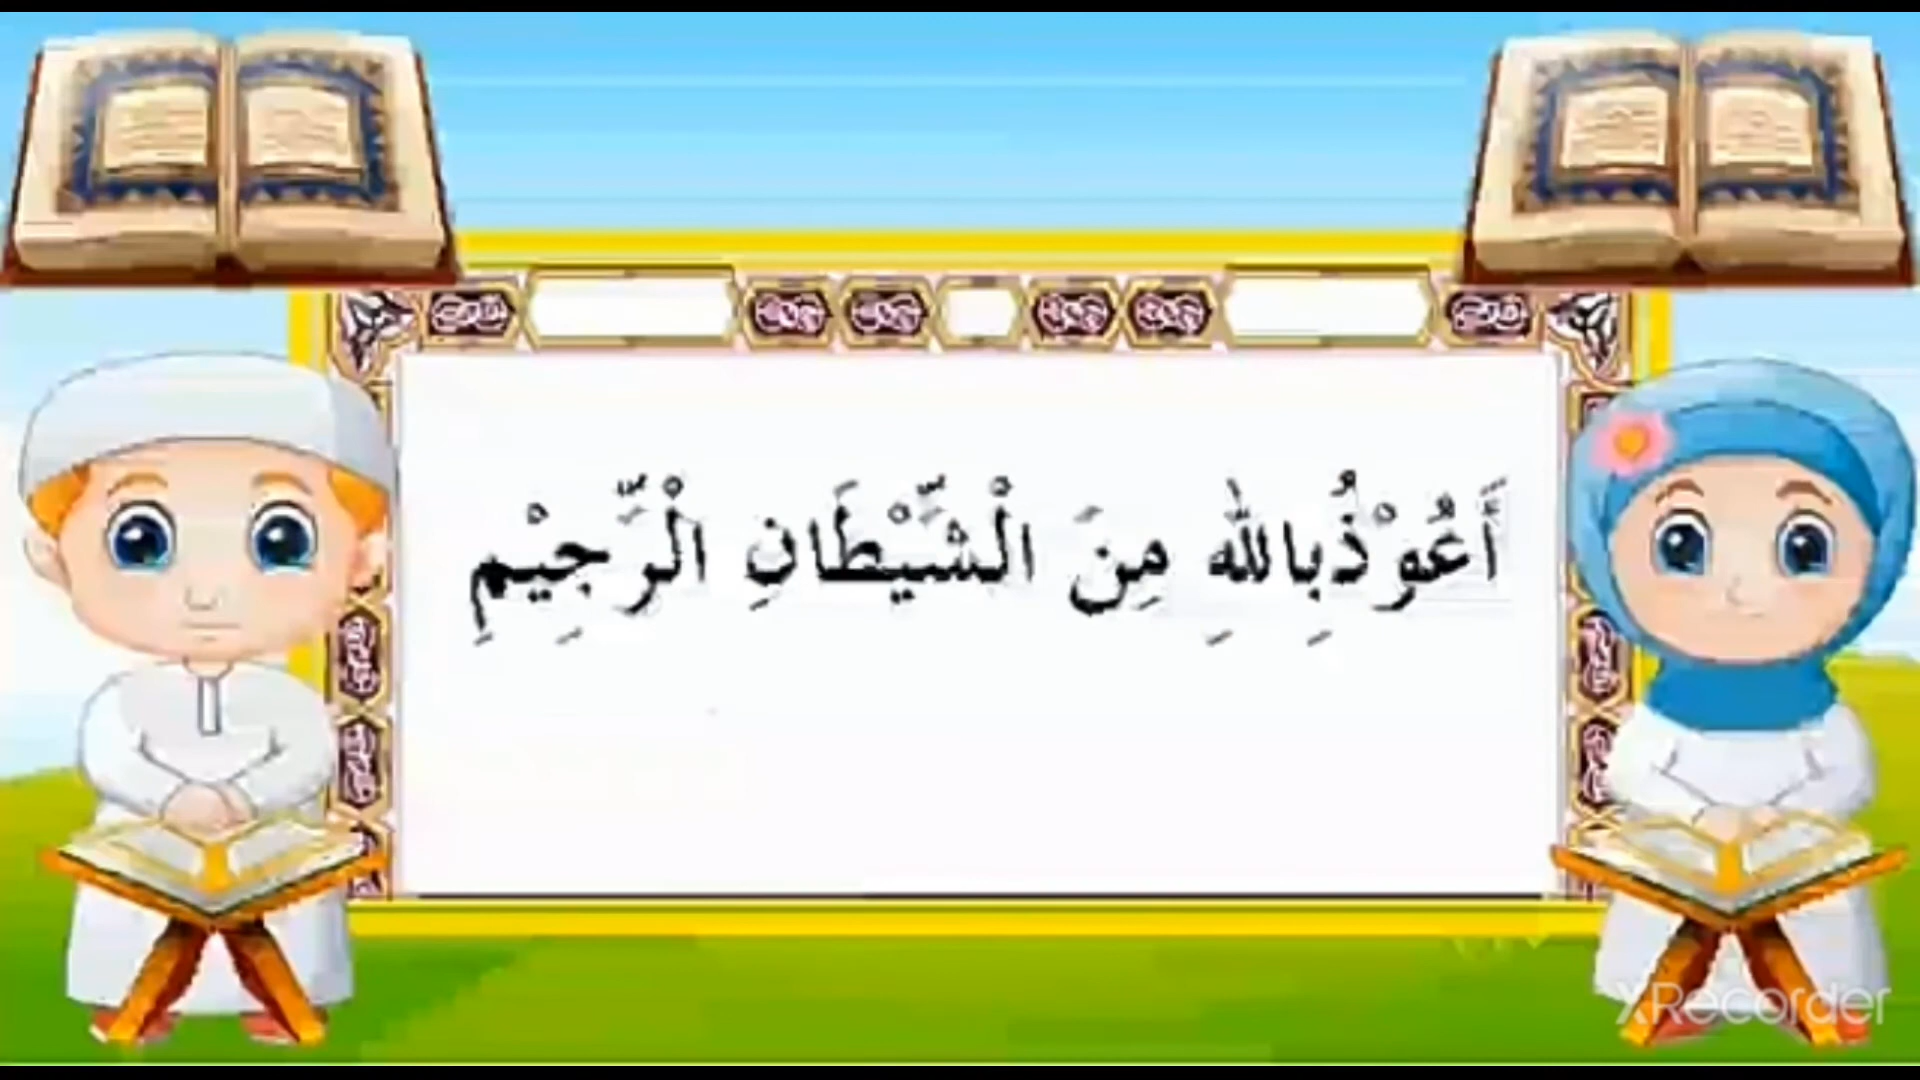 أَعُوْذُبِاللهِ مِنَ الْشَّيْطَانِ الْرَّجِيْمِ
XRecorder